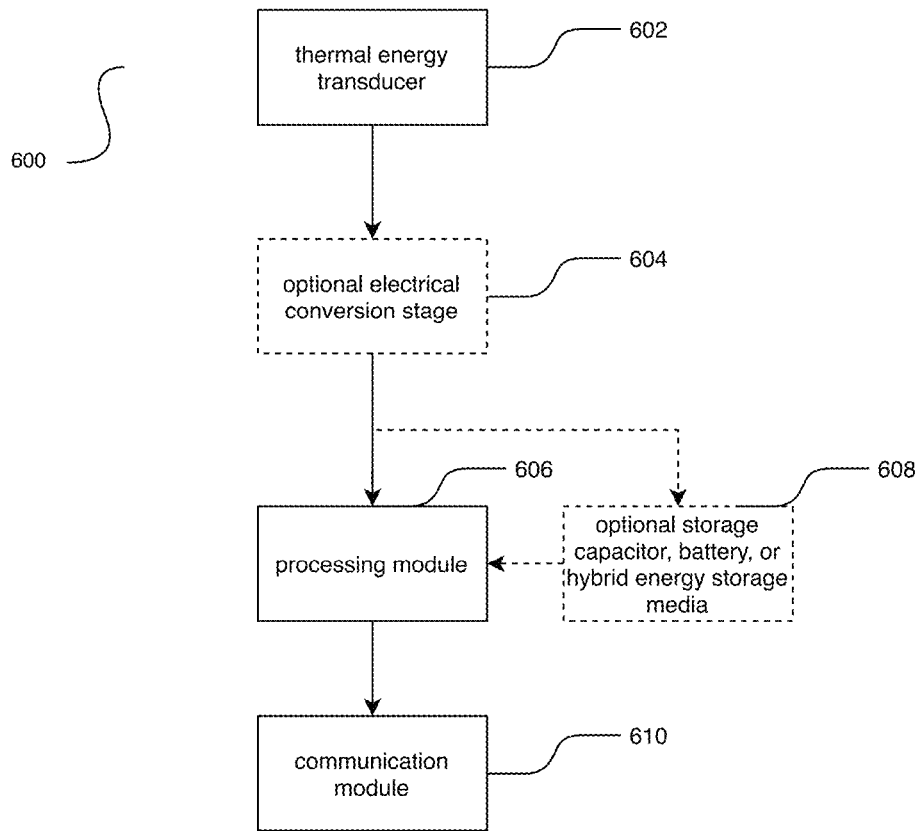 thermal energy
transducer
602
600
optional electrical
conversion stage
604
606
608
processing module
optional storage
capacitor, battery, or
hybrid energy storage
media
communication
module
610